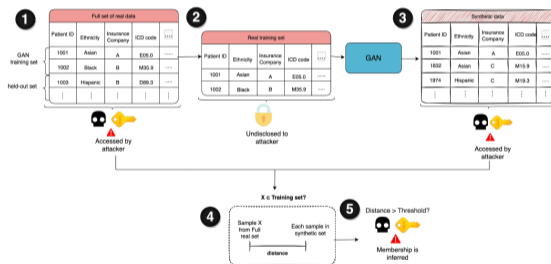 1
Full set of real data
Patient ID Ethnicity Insurance Company ICD code
GAN training set
1001 Asian A E05.0 ....
1002 Black B M35.9 ....
held-out set
1003 Hispanic B D89.3 ....
Accessed by attacker
2
Real training set
Patient ID Ethnicity Insurance Company ICD code
1001 Asian A E05.0 ....
1002 Black B M35.9 ....
Undisclosed to attacker
GAN
3
Synthetic data
Patient ID Ethnicity Insurance Company ICD code
1001 Asian A E05.0 ....
1832 Asian C M15.9 ....
1974 Hispanic C M19.3 ....
Accessed by attacker
X ⊂ Training set?
4
Sample X
from Full
real set
Each sample in
synthetic set
distance
5
Distance > Threshold?
Membership is
inferred